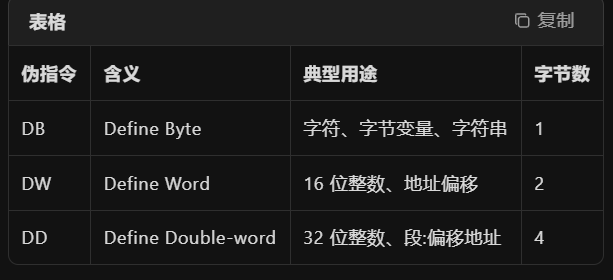 表格 复制
伪指令 含义 典型用途 字节数
DB Define Byte 字符、字节变量、字符串 1
DW Define Word 16 位整数、地址偏移 2
DD Define Double-word 32 位整数、段:偏移地址 4